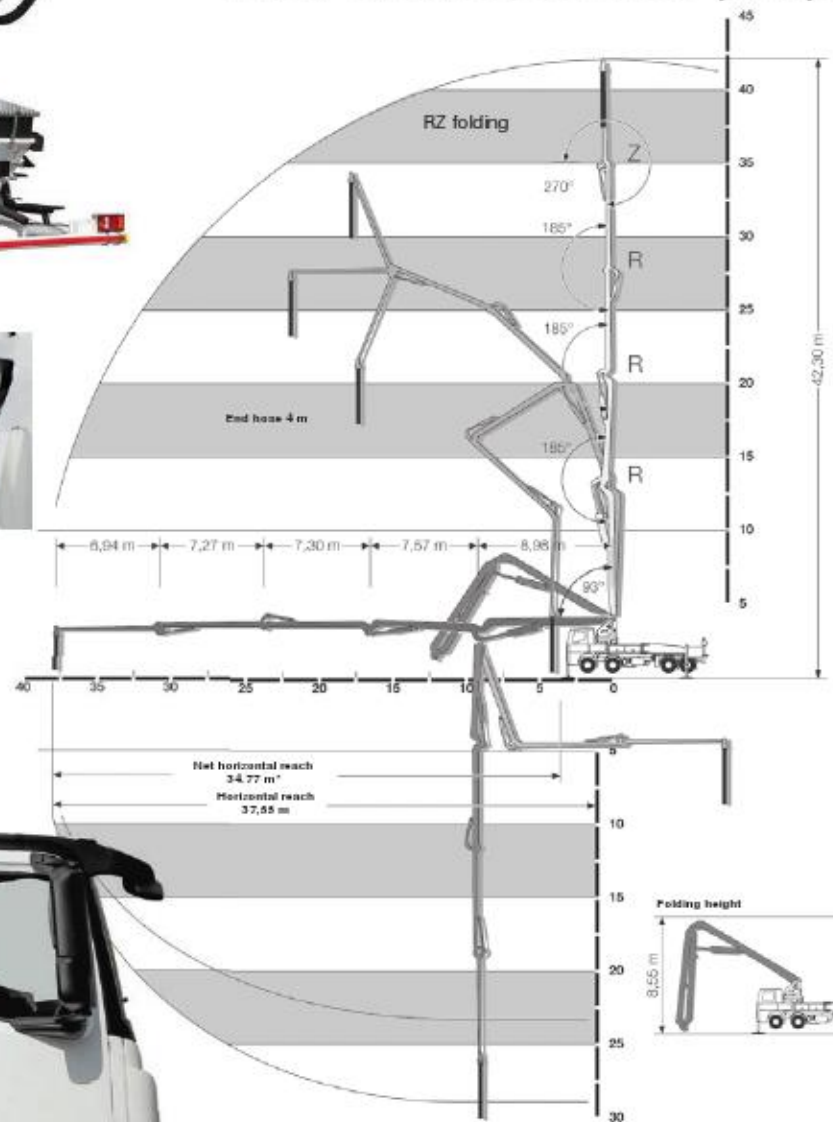 45
40
RZ folding
Z
35
270°
185°
30
R
25
185°
R
20
End hose 4 m
185°
15
R
42,30 m
10
6,94 m
7,27 m
7,30 m
7,57 m
8,98 m
93°
5
40
35
30
25
20
15
10
5
0
5
Net horizontal reach
34.77 m*
Horizontal reach
37,55 m
10
15
20
25
30
Folding height
8,55 m